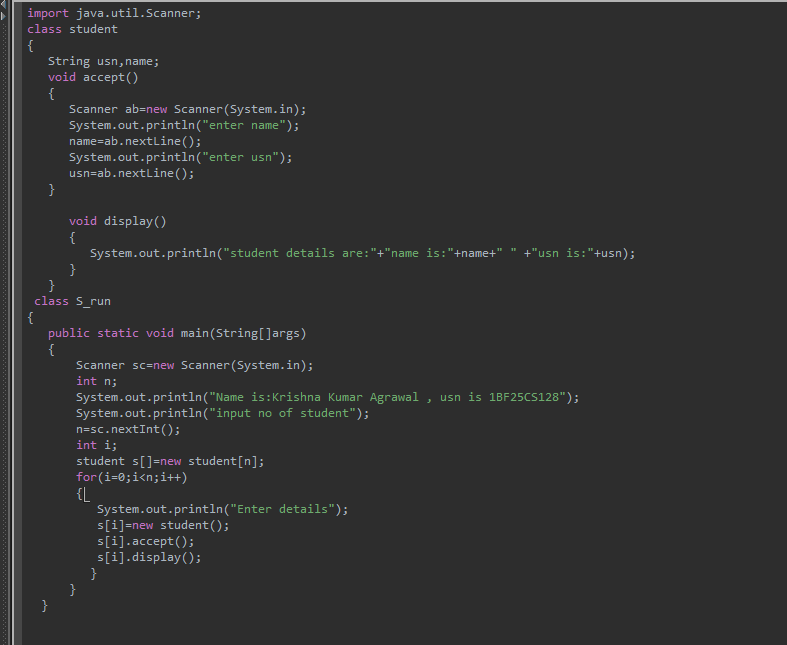 import java.util.Scanner;
class student
{
String usn,name;
void accept()
{
Scanner ab=new Scanner(System.in);
System.out.println("enter name");
name=ab.nextLine();
System.out.println("enter usn");
usn=ab.nextLine();
}
void display()
{
System.out.println("student details are:"+"name is:"+name+" " +"usn is:"+usn);
}
}
class S_run
{
public static void main(String[]args)
{
Scanner sc=new Scanner(System.in);
int n;
System.out.println("Name is:Krishna Kumar Agrawal , usn is 1BF25CS128");
System.out.println("input no of student");
n=sc.nextInt();
int i;
student s[]=new student[n];
for(i=0;i<n;i++)
{
System.out.println("Enter details");
s[i]=new student();
s[i].accept();
s[i].display();
}
}
}